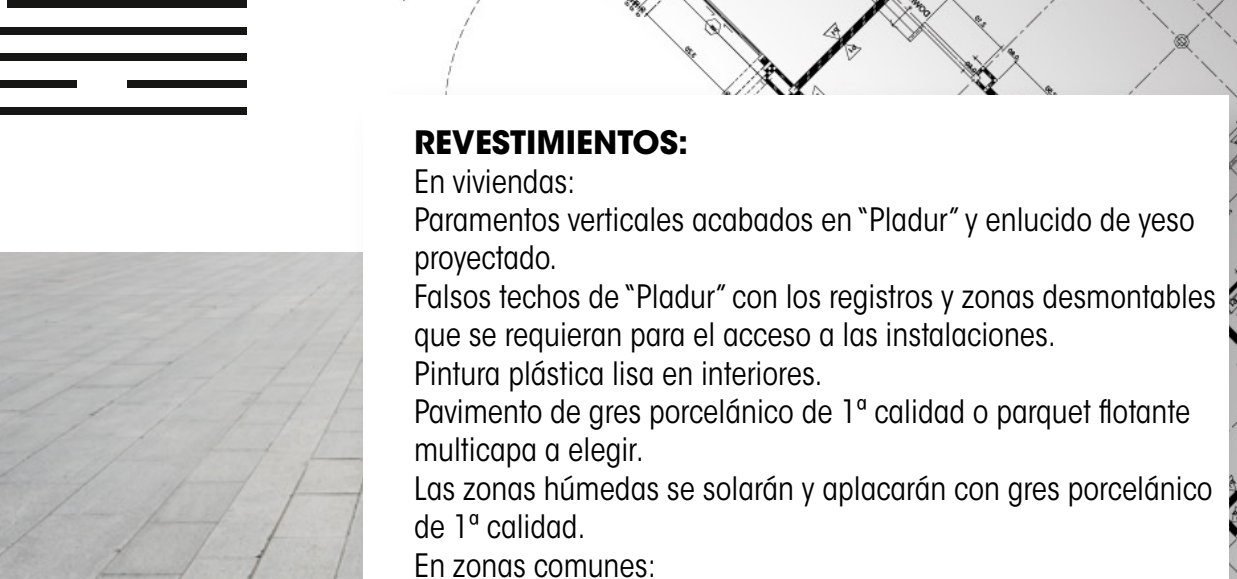 REVESTIMIENTOS:
En viviendas:
Paramentos verticales acabados en “Pladur” y enlucido de yeso
proyectado.
Falsos techos de “Pladur” con los registros y zonas desmontables
que se requieran para el acceso a las instalaciones.
Pintura plástica lisa en interiores.
Pavimento de gres porcelánico de 1ª calidad o parquet flotante
multicapa a elegir.
Las zonas húmedas se solarán y aplacarán con gres porcelánico
de 1ª calidad.
En zonas comunes: